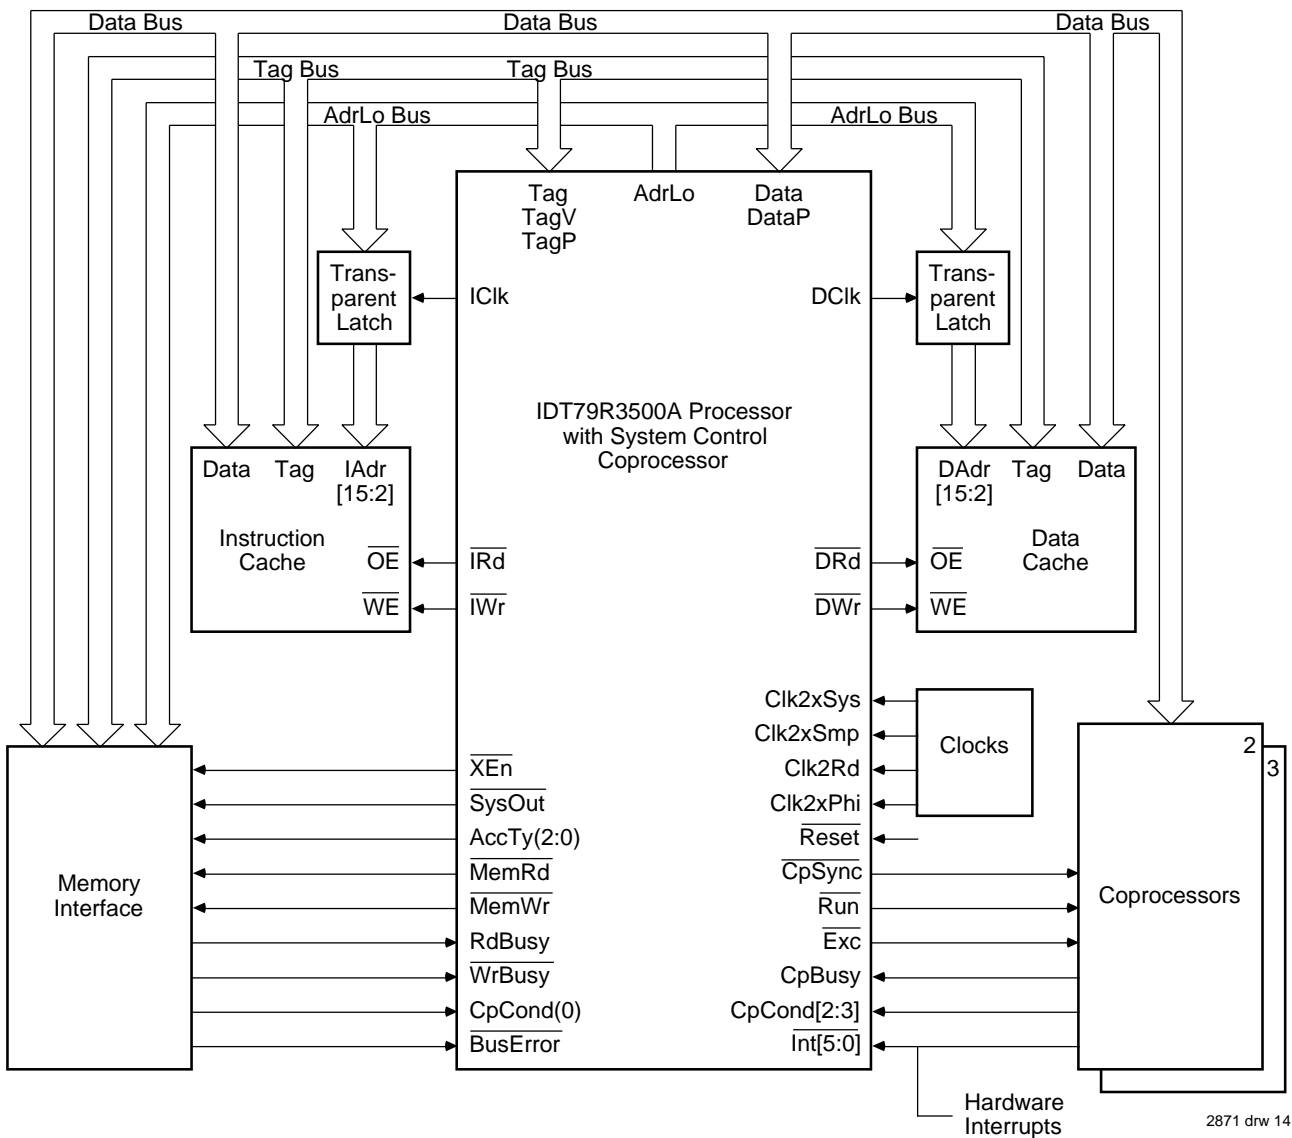 Data Bus
Data Bus
Data Bus
Tag Bus
Tag Bus
AdrLo Bus
AdrLo Bus
Tag
TagV
TagP
AdrLo
Data
DataP
Trans-
parent
Latch
IClk
DClk
Trans-
parent
Latch
IDT79R3500A Processor
with System Control
Coprocessor
Data
Tag
IAdr
[15:2]
Instruction
Cache
OE
WE
IRd
IWr
DRd
DWr
DAdr
[15:2]
Tag
Data
Data
Cache
OE
WE
Clk2xSys
Clk2xSmp
Clk2Rd
Clk2xPhi
Reset
Clocks
Memory
Interface
XEn
SysOut
AccTy(2:0)
MemRd
MemWr
RdBusy
WrBusy
CpCond(0)
BusError
CpSync
Run
Exc
CpBusy
CpCond[2:3]
Int[5:0]
Coprocessors
2
3
Hardware
Interrupts
2871 drw 14